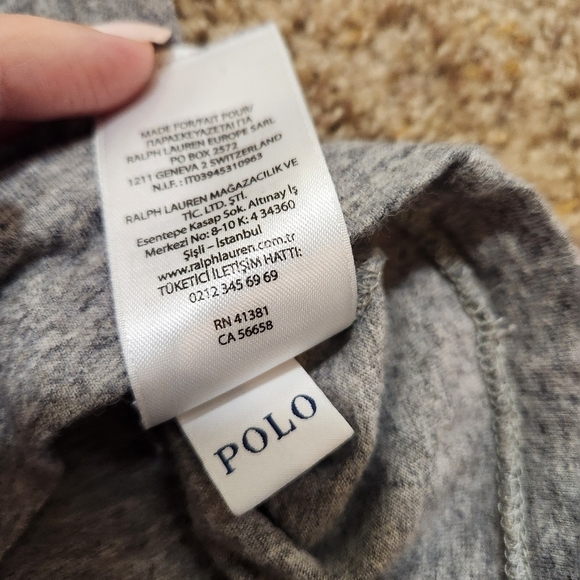 MADE FOR/FAIT POUR/
ΠΑΡΑΣΚΕΥΑΖΕΤΑΙ ΓΙΑ
RALPH LAUREN EUROPE SARL
PO BOX 2572
1211 GENEVA 2 SWITZERLAND
N.I.F.: IT03945310963
RALPH LAUREN MAĞAZACILIK VE
TİC. LTD. ŞTİ.
Esentepe Kasap Sok. Altınay İş
Merkezi No: 8-10 K: 4 34360
Şişli – İstanbul
www.ralphlauren.com.tr
TÜKETİCİ İLETİŞİM HATTI:
0212 345 69 69
RN 41381
CA 56658
POLO